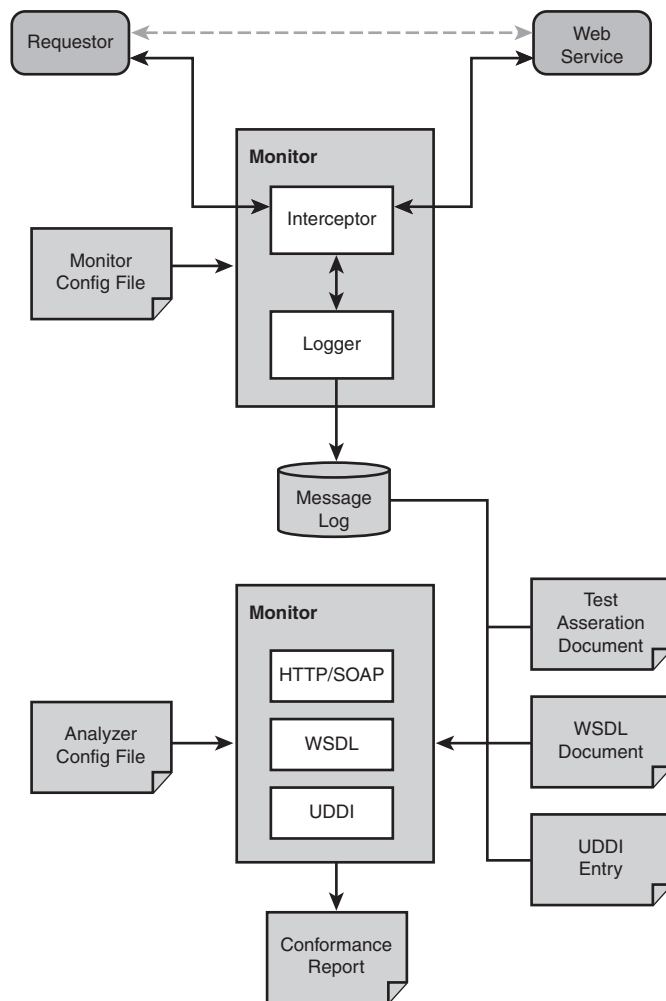 Requestor
Web
Service
Monitor
Interceptor
Monitor
Config File
Logger
Message
Log
Monitor
Test
Asseration
Document
HTTP/SOAP
Analyzer
Config File
WSDL
WSDL
Document
UDDI
UDDI
Entry
Conformance
Report